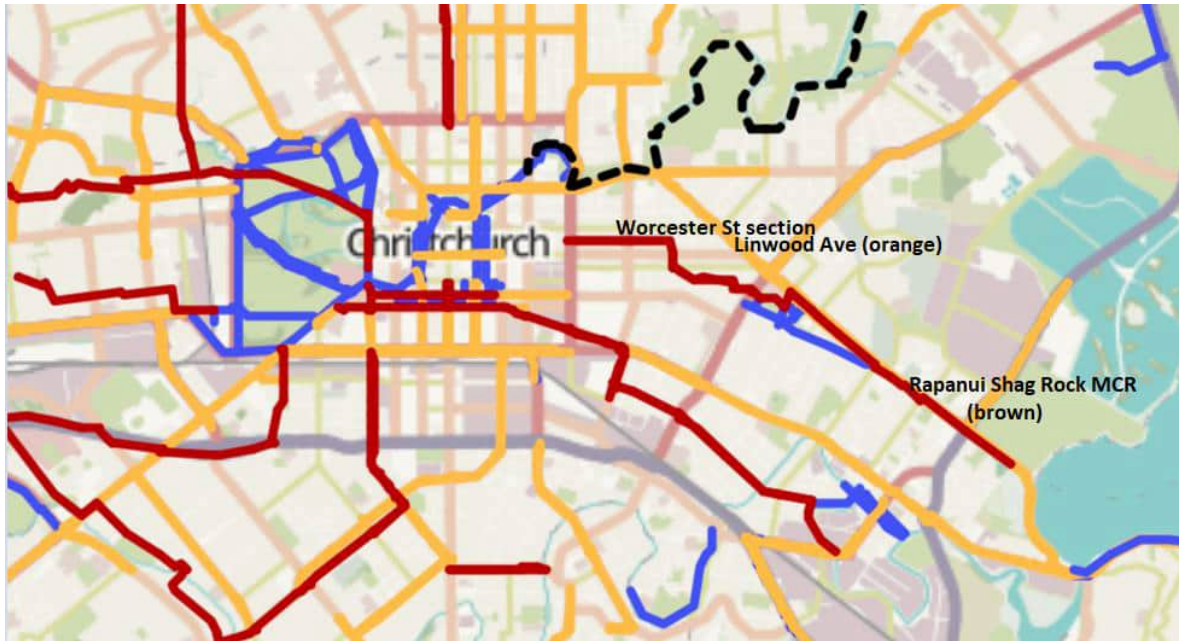 Worcester St section
Christchurch
Linwood Ave (orange)
Rapanui Shag Rock MCR
(brown)